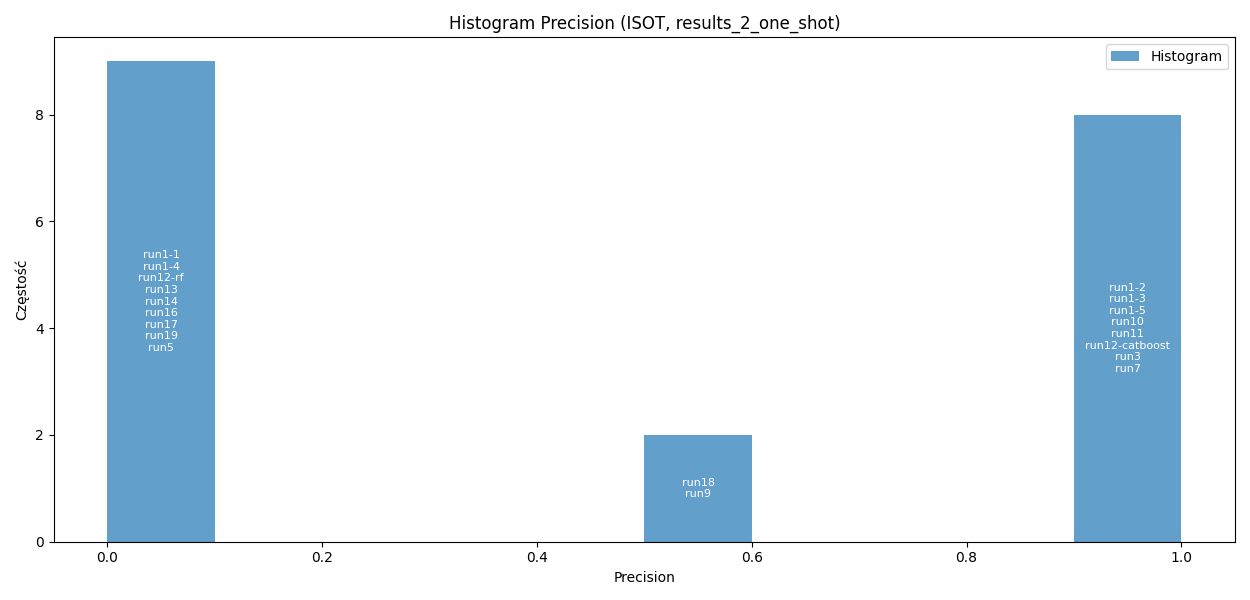 Histogram Precision (ISOT, results_2_one_shot)
Histogram
Częstość
8
6
4
2
0
run1-1
run1-4
run12-rf
run13
run14
run16
run17
run19
run5
run18
run9
run1-2
run1-3
run1-5
run10
run11
run12-catboost
run3
run7
0.0
0.2
0.4
0.6
0.8
1.0
Precision